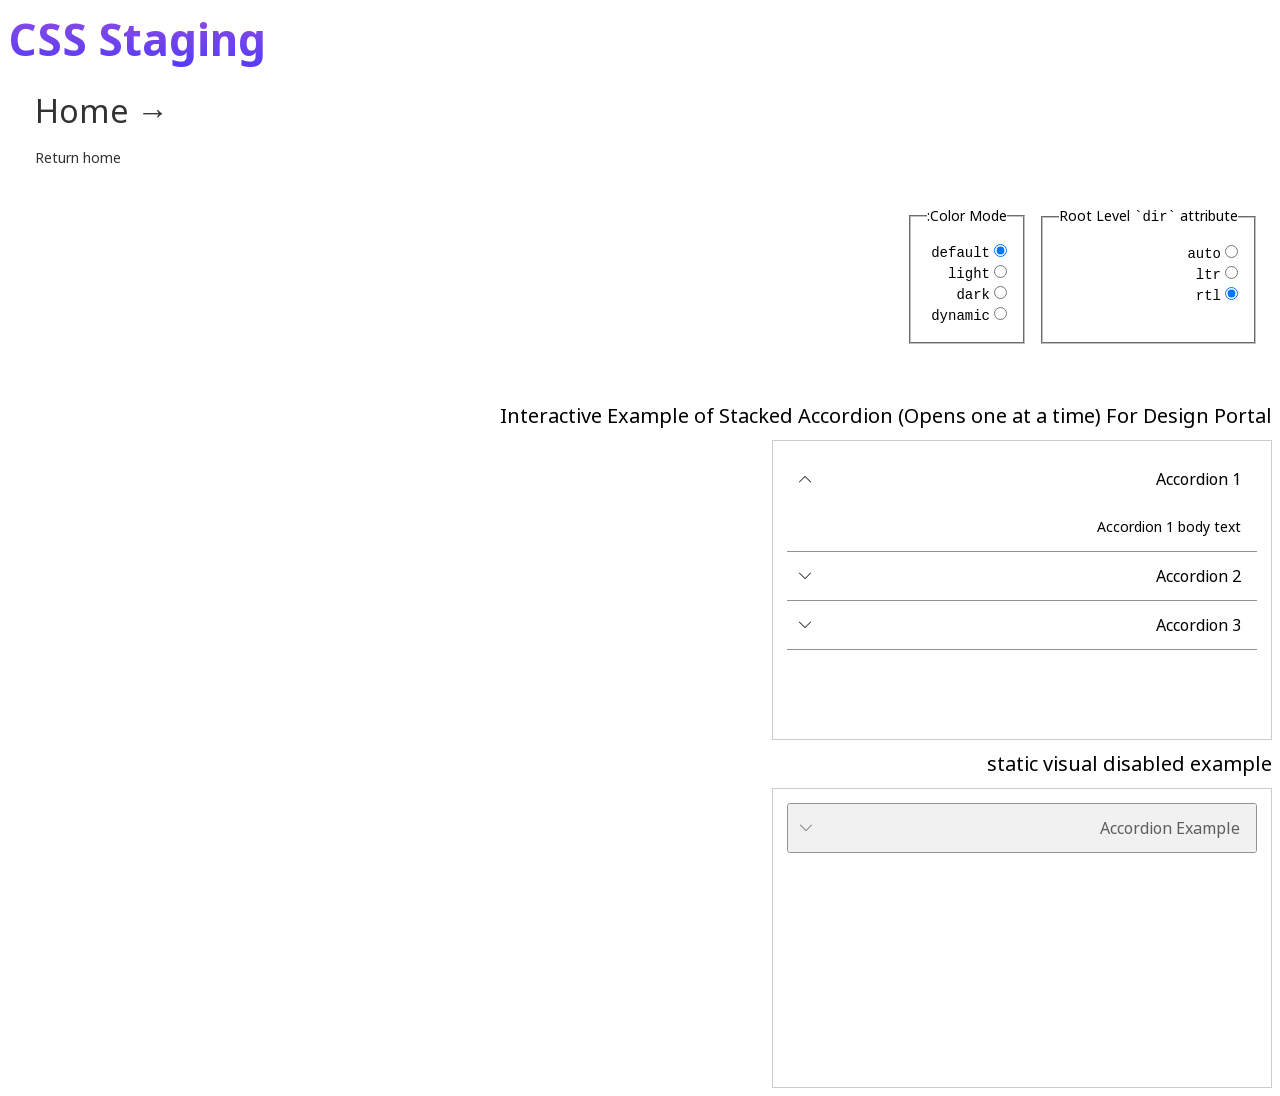 CSS Staging
Home →
Return home
Root Level `dir` attribute
auto
ltr
rtl
:Color Mode
default
light
dark
dynamic
Interactive Example of Stacked Accordion (Opens one at a time) For Design Portal
Accordion 1
Accordion 1 body text
Accordion 2
Accordion 3
static visual disabled example
Accordion Example